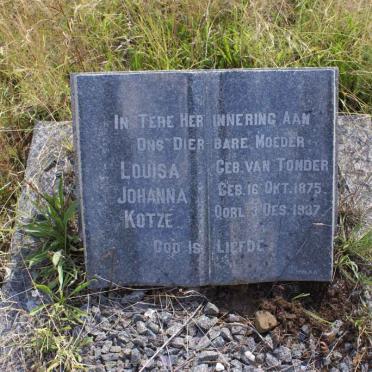 IN TERE HERINNERING AAN
ONS DIERBARE MOEDER
LOUISA GEB. VAN TONDER
JOHANNA GEB. 16 OKT. 1875.
KOTZE OORL. DES. 1937.
GOD IS LIEFDE